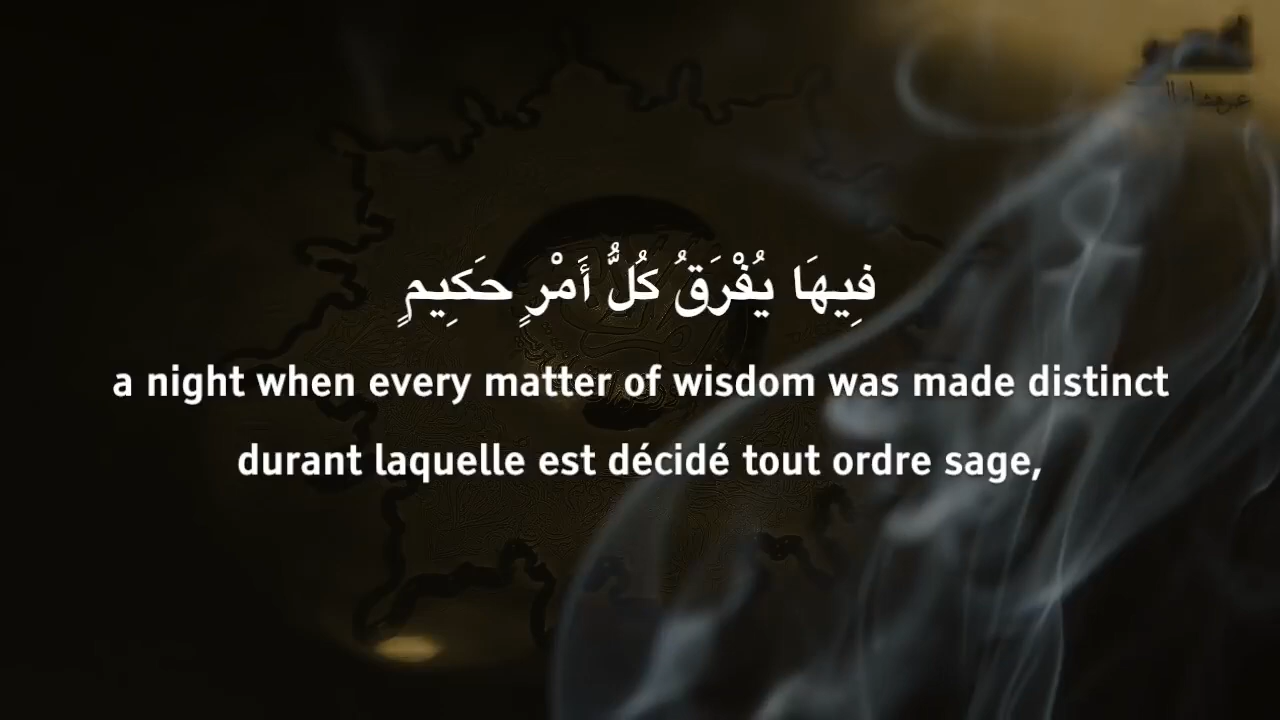 فِيهَا يُفْرَقُ كُلُّ أَمْرٍ حَكِيمٍ
a night when every matter of wisdom was made distinct
durant laquelle est décidé tout ordre sage,